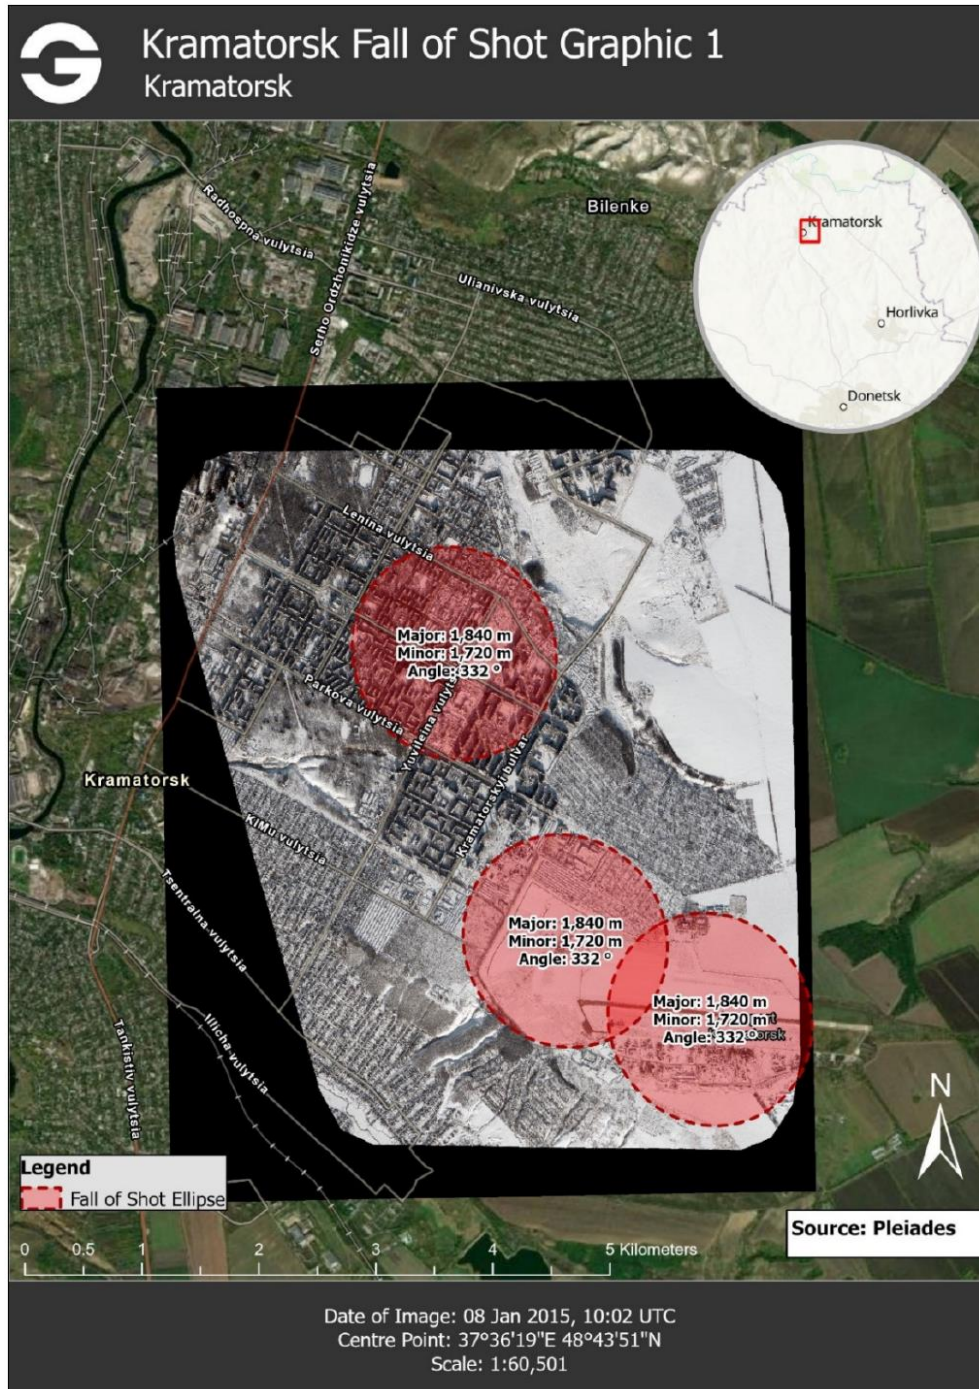 Kramatorsk Fall of Shot Graphic 1
Kramatorsk
Radhospna vulytsia
Serho Ordzhonikidze vulytsia
Bilenke
Ulianivska vulytsia
Kramatorsk
Horlivka
Donetsk
Lenina vulytsia
Major: 1,840 m
Minor: 1,720 m
Angle: 332 °
Parkova vulytsia
Yuvileina
Kramatorskyi bulvar
Kramatorsk
KIMu vulytsia
Tsentralna vulytsia
Major: 1,840 m
Minor: 1,720 m
Angle: 332 °
Major: 1,840 m
Minor: 1,720 m
Angle: 332 °
Ulicha vulytsia
Tankistiv vulytsia
N
Legend
Fall of Shot Ellipse
Source: Pleiades
0 0.5 1 2 3 4 5 Kilometers
Date of Image: 08 Jan 2015, 10:02 UTC
Centre Point: 37°36'19"E 48°43'51"N
Scale: 1:60,501